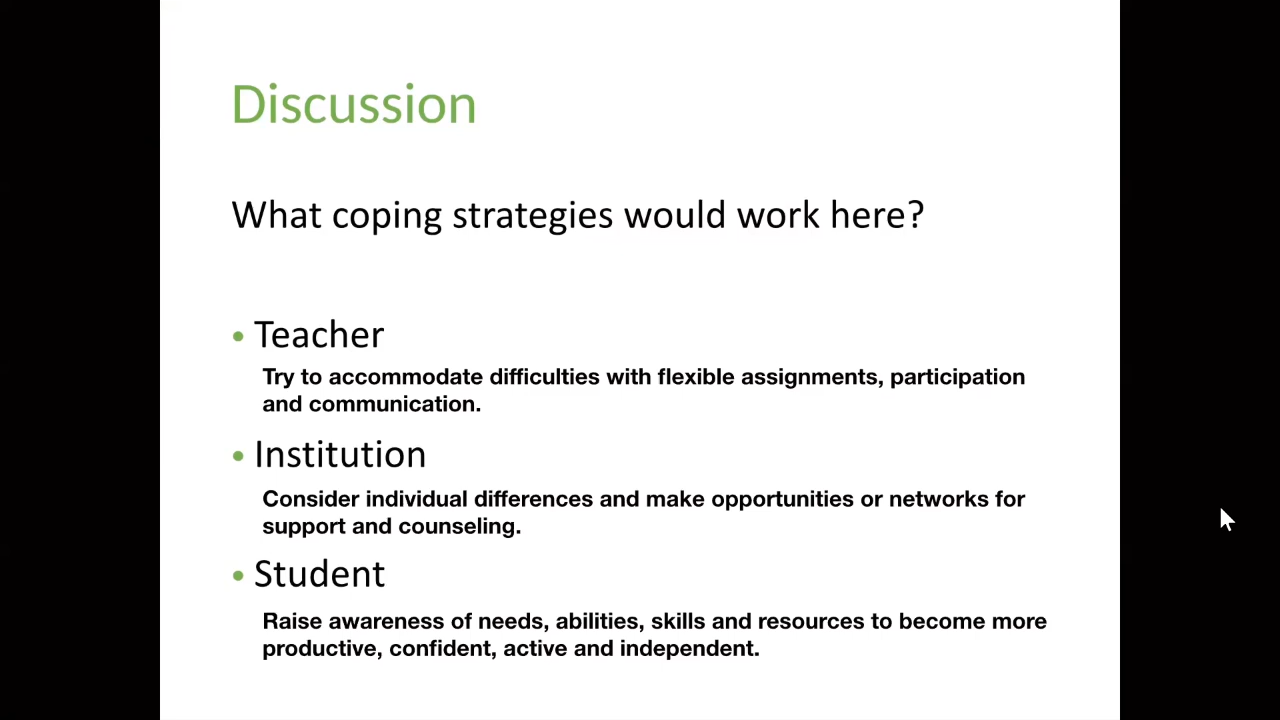 Discussion
What coping strategies would work here?
• Teacher
Try to accommodate difficulties with flexible assignments, participation
and communication.
• Institution
Consider individual differences and make opportunities or networks for
support and counseling.
• Student
Raise awareness of needs, abilities, skills and resources to become more
productive, confident, active and independent.